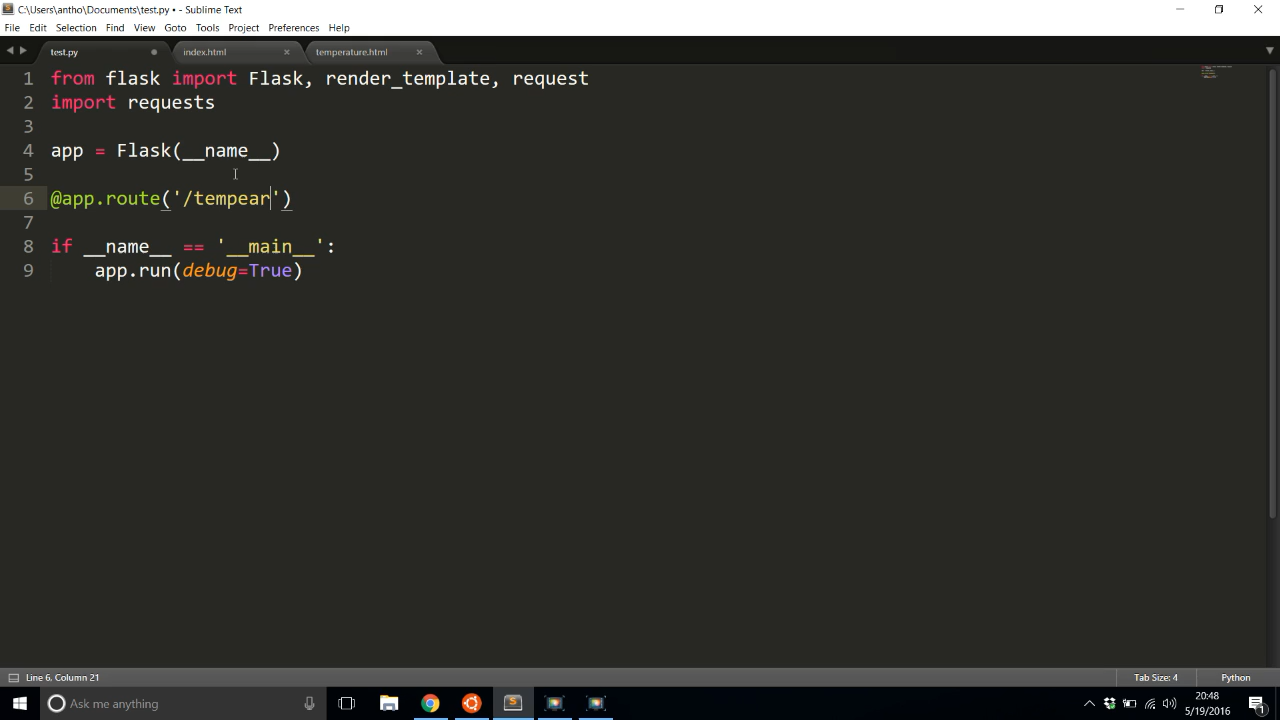 C:\Users\antho\Documents\test.py • - Sublime Text
File Edit Selection Find View Goto Tools Project Preferences Help
test.py index.html temperature.html
1 from flask import Flask, render_template, request
2 import requests
3
4 app = Flask(__name__)
5
6 @app.route('/tempear')
7
8 if __name__ == '__main__':
9 app.run(debug=True)
Line 6, Column 21 Tab Size: 4 Python
Ask me anything 20:48
5/19/2016
1